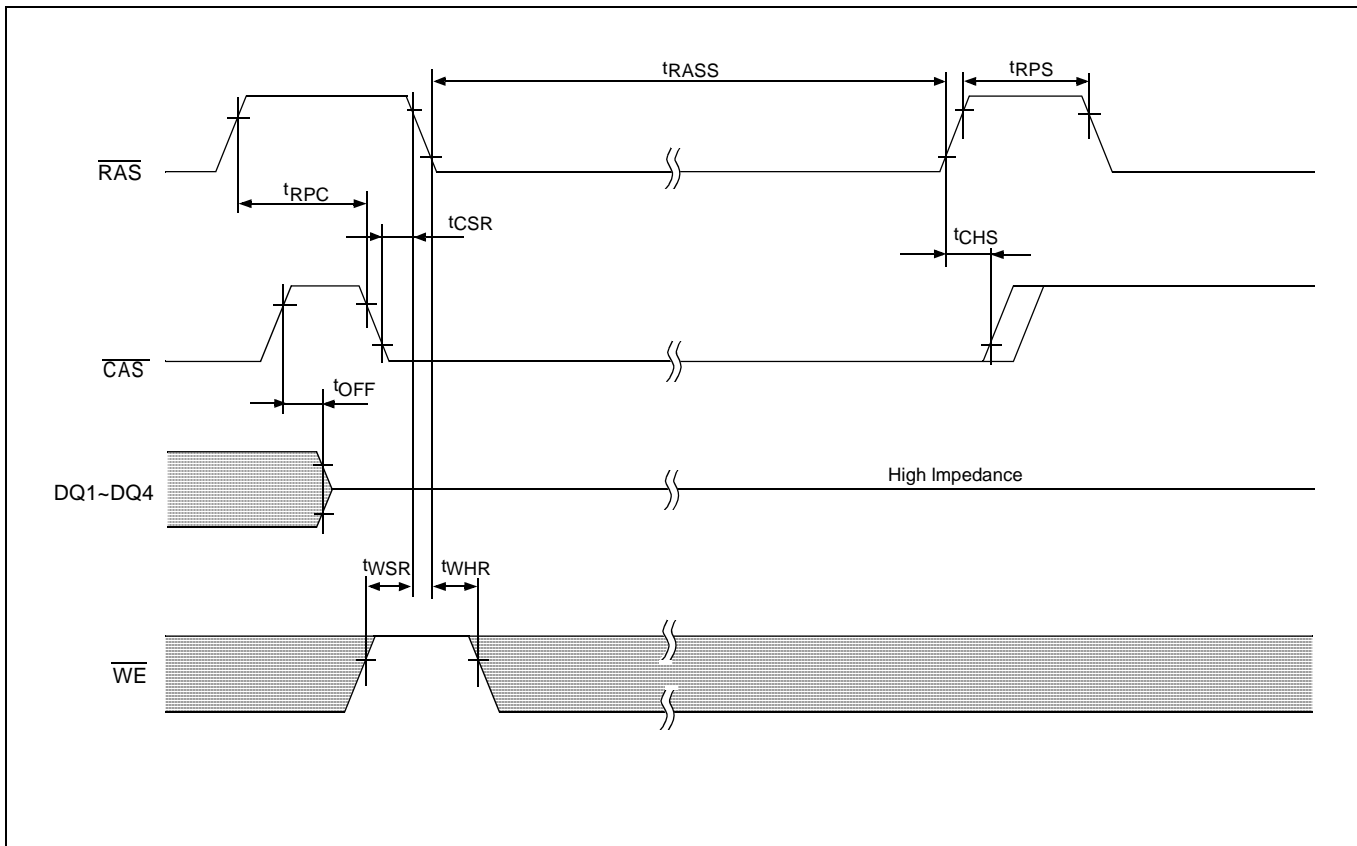 tRASS
tRPS
RAS
tRPC
tCSR
tCHS
CAS
tOFF
High Impedance
DQ1~DQ4
tWSR
tWHR
WE